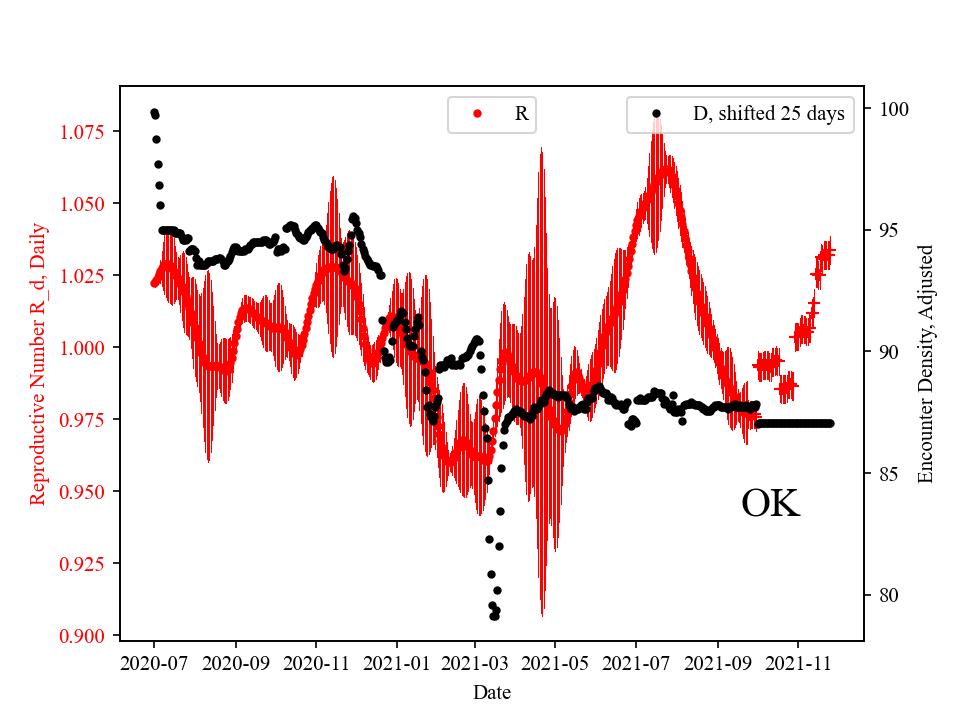 R
D, shifted 25 days
1.075
1.050
1.025
1.000
0.975
0.950
0.925
0.900
Reproductive Number R_d, Daily
100
95
90
85
80
Encounter Density, Adjusted
OK
2020-07 2020-09 2020-11 2021-01 2021-03 2021-05 2021-07 2021-09 2021-11
Date